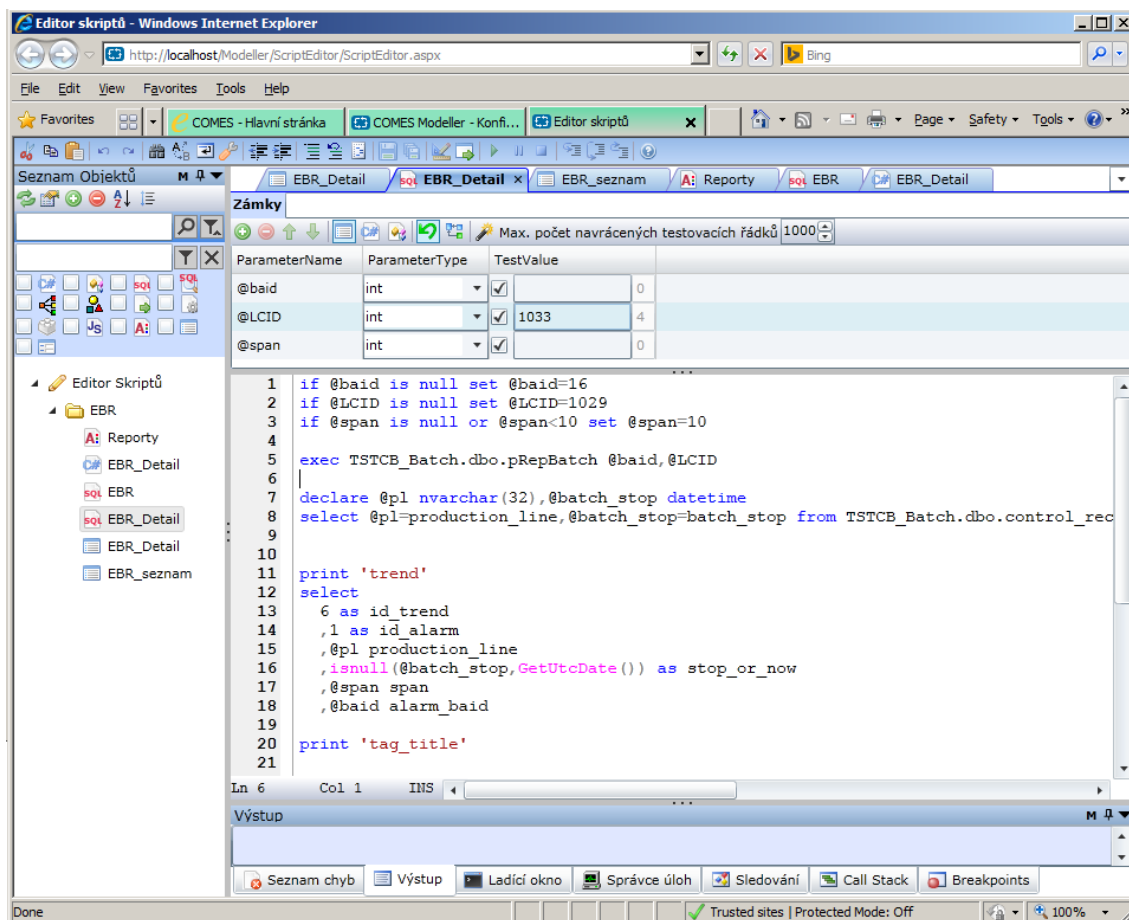 Editor skriptů - Windows Internet Explorer
http://localhost/Modeller/ScriptEditor/ScriptEditor.aspx
Bing
File Edit View Favorites Tools Help
Favorites COMES - Hlavní stránka COMES Modeller - Konfi... Editor skriptů x Page Safety Tools »
Seznam Objektů M EBR_Detail SQL EBR_Detail × EBR_seznam A: Reporty SQL EBR C# EBR_Detail
Zámky
Max. počet navrácených testovacích řádků 1000
ParameterName ParameterType TestValue
@baid int 0
@LCID int 1033 4
@span int 0
C# SQL SQL
JS A:
Editor Skriptů
EBR
A: Reporty
C# EBR_Detail
SQL EBR
SQL EBR_Detail
EBR_Detail
EBR_seznam
1 if @baid is null set @baid=16
2 if @LCID is null set @LCID=1029
3 if @span is null or @span<10 set @span=10
4
5 exec TSTCB_Batch.dbo.pRepBatch @baid,@LCID
6
7 declare @pl nvarchar(32),@batch_stop datetime
8 select @pl=production_line,@batch_stop=batch_stop from TSTCB_Batch.dbo.control_rec
9
10
11 print 'trend'
12 select
13 6 as id_trend
14 ,1 as id_alarm
15 ,@pl production_line
16 ,isnull(@batch_stop,GetUtcDate()) as stop_or_now
17 ,@span span
18 ,@baid alarm_baid
19
20 print 'tag_title'
21
Ln 6 Col 1 INS
Výstup M
Seznam chyb Výstup Ladící okno Správce úloh Sledování Call Stack Breakpoints
Done Trusted sites | Protected Mode: Off 100%